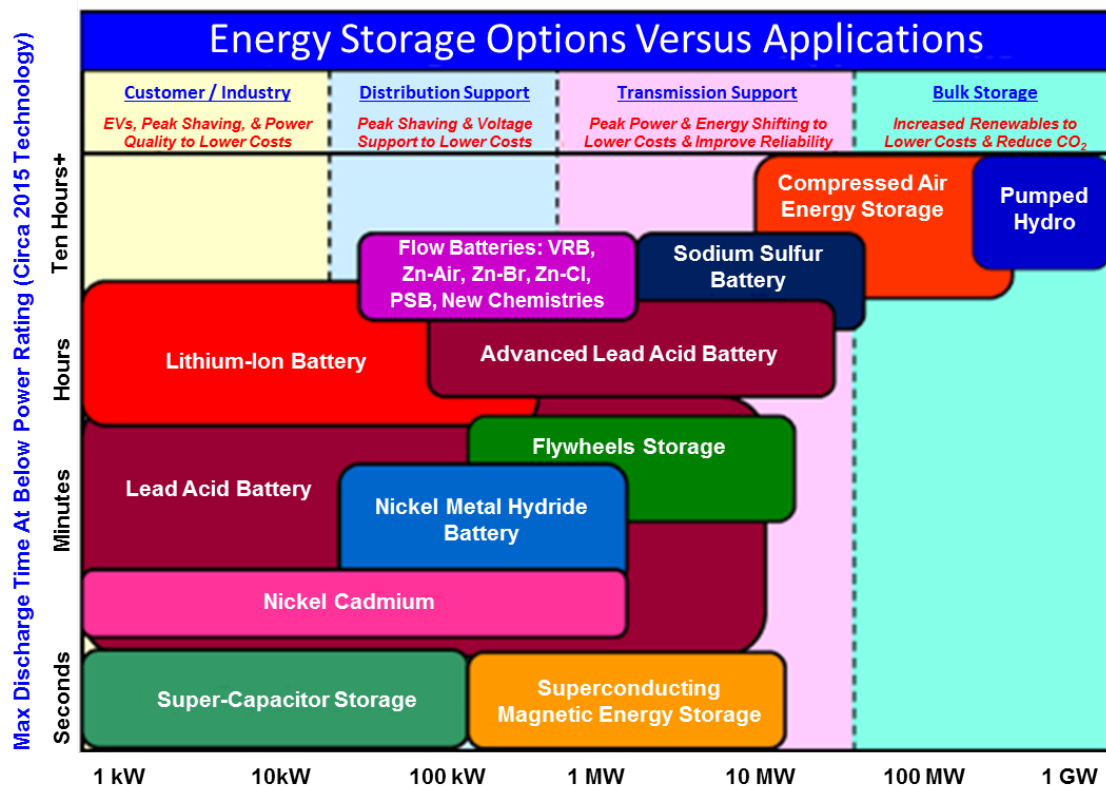 Energy Storage Options Versus Applications
Customer / Industry
EVs, Peak Shaving, & Power
Quality to Lower Costs
Distribution Support
Peak Shaving & Voltage
Support to Lower Costs
Transmission Support
Peak Power & Energy Shifting to
Lower Costs & Improve Reliability
Bulk Storage
Increased Renewables to
Lower Costs & Reduce CO₂
Max Discharge Time At Below Power Rating (Circa 2015 Technology)
Ten Hours+
Hours
Minutes
Seconds
Compressed Air
Energy Storage
Pumped
Hydro
Flow Batteries: VRB,
Zn-Air, Zn-Br, Zn-Cl,
PSB, New Chemistries
Sodium Sulfur
Battery
Lithium-Ion Battery
Advanced Lead Acid Battery
Flywheels Storage
Lead Acid Battery
Nickel Metal Hydride
Battery
Nickel Cadmium
Super-Capacitor Storage
Superconducting
Magnetic Energy Storage
1 kW
10kW
100 kW
1 MW
10 MW
100 MW
1 GW